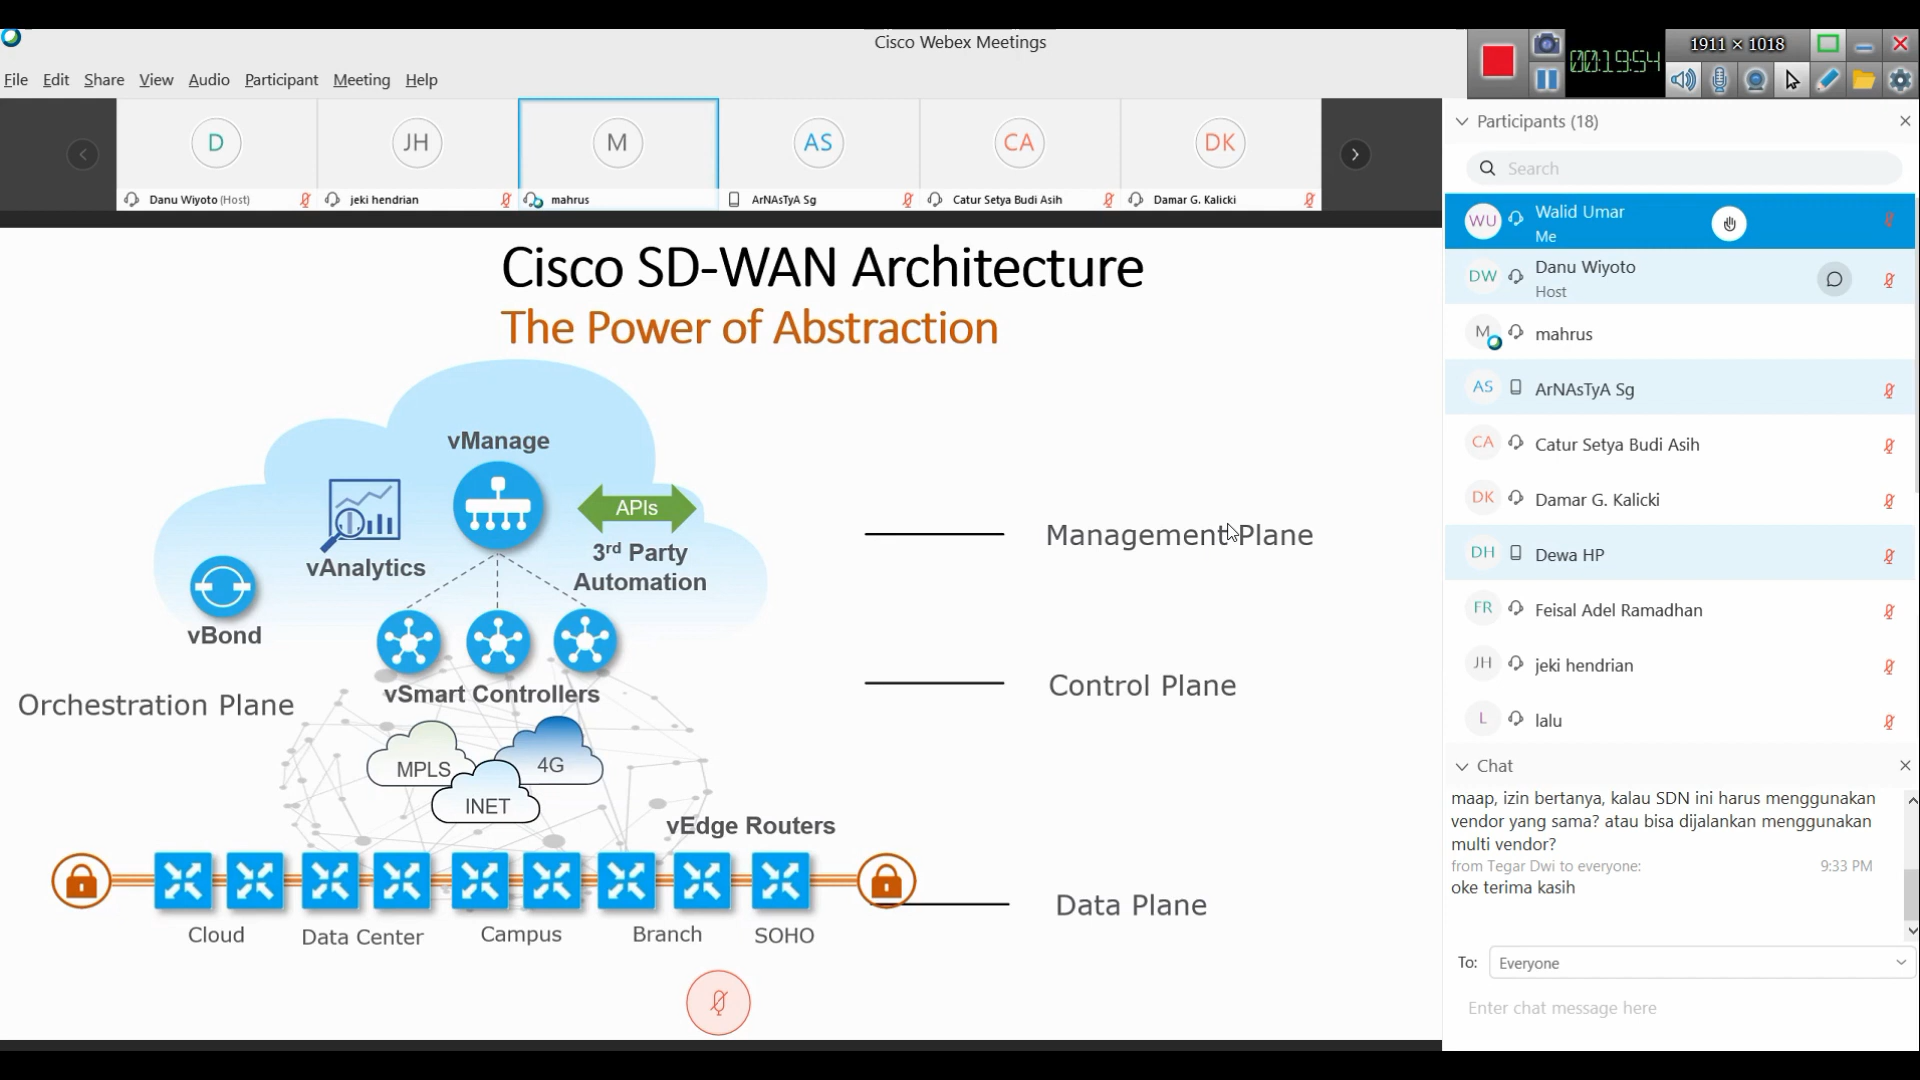 Cisco Webex Meetings
00:19:54
1911 × 1018
File Edit Share View Audio Participant Meeting Help
D
JH
M
AS
CA
DK
Danu Wiyoto (Host)
jeki hendrian
mahrus
ArNAsTyA Sg
Catur Setya Budi Asih
Damar G. Kalicki
Cisco SD-WAN Architecture
The Power of Abstraction
vManage
APIs
3rd Party
Automation
vAnalytics
vBond
vSmart Controllers
Orchestration Plane
Management Plane
Control Plane
MPLS
4G
INET
vEdge Routers
Data Plane
Cloud
Data Center
Campus
Branch
SOHO
Participants (18)
Search
WU
Walid Umar
Me
DW
Danu Wiyoto
Host
M
mahrus
AS
ArNAsTyA Sg
CA
Catur Setya Budi Asih
DK
Damar G. Kalicki
DH
Dewa HP
FR
Feisal Adel Ramadhan
JH
jeki hendrian
L
lalu
Chat
maap, izin bertanya, kalau SDN ini harus menggunakan
vendor yang sama? atau bisa dijalankan menggunakan
multi vendor?
from Tegar Dwi to everyone: 9:33 PM
oke terima kasih
To: Everyone
Enter chat message here